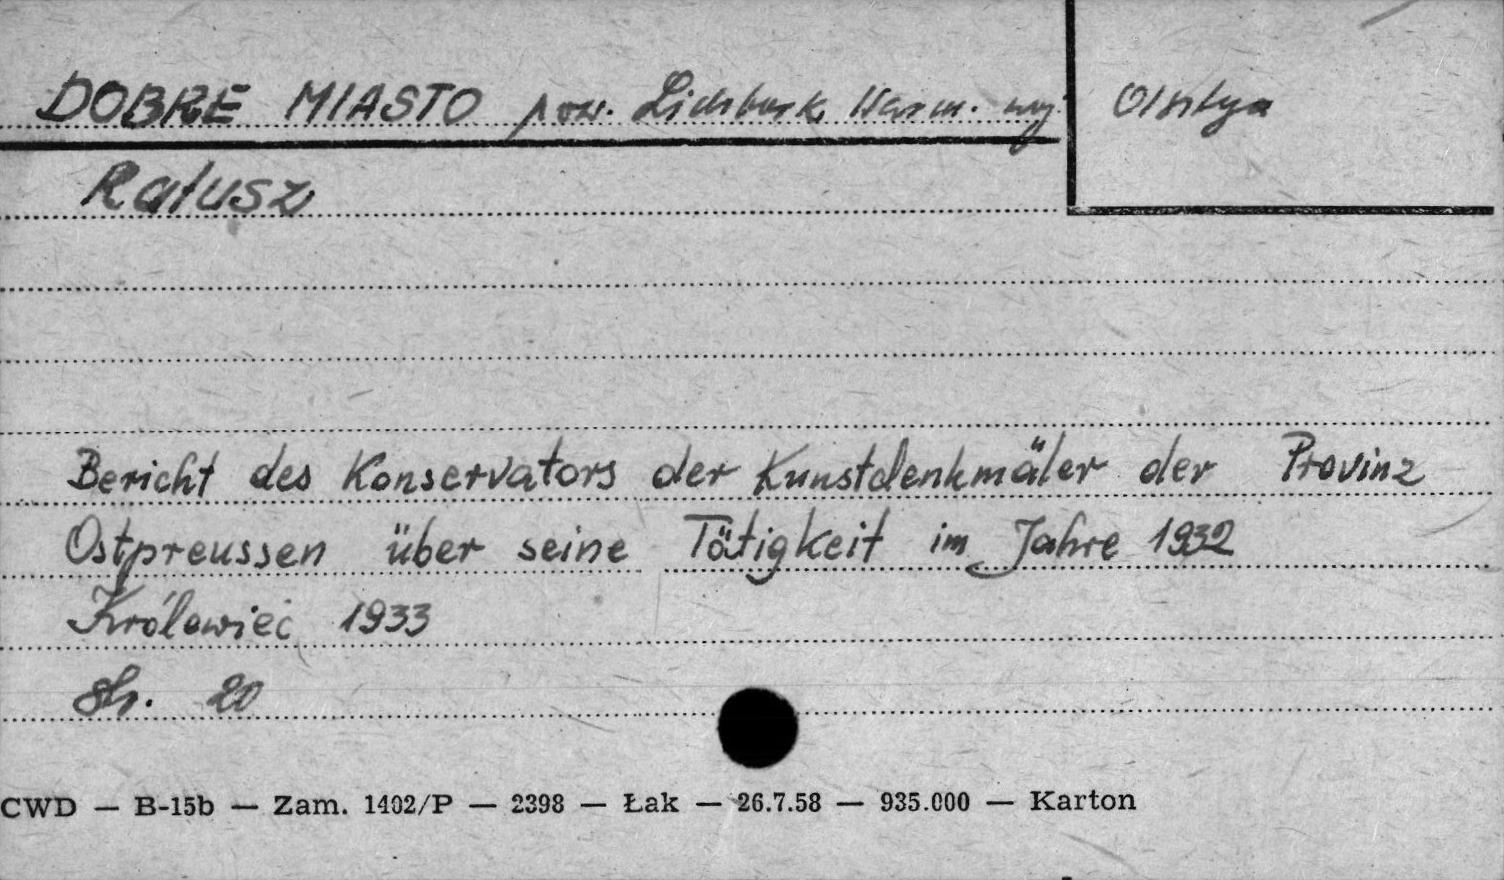 DOBRE MIASTO pow. Lidzbark Warm. woj. Olsztyn
Ratusz
Bericht des Konservators der Kunstdenkmäler der Provinz
Ostpreussen über seine Tätigkeit im Jahre 1932
Królewiec 1933
str. 20
CWD — B-15b — Zam. 1402/P — 2398 — Łak — 26.7.58 — 935.000 — Karton